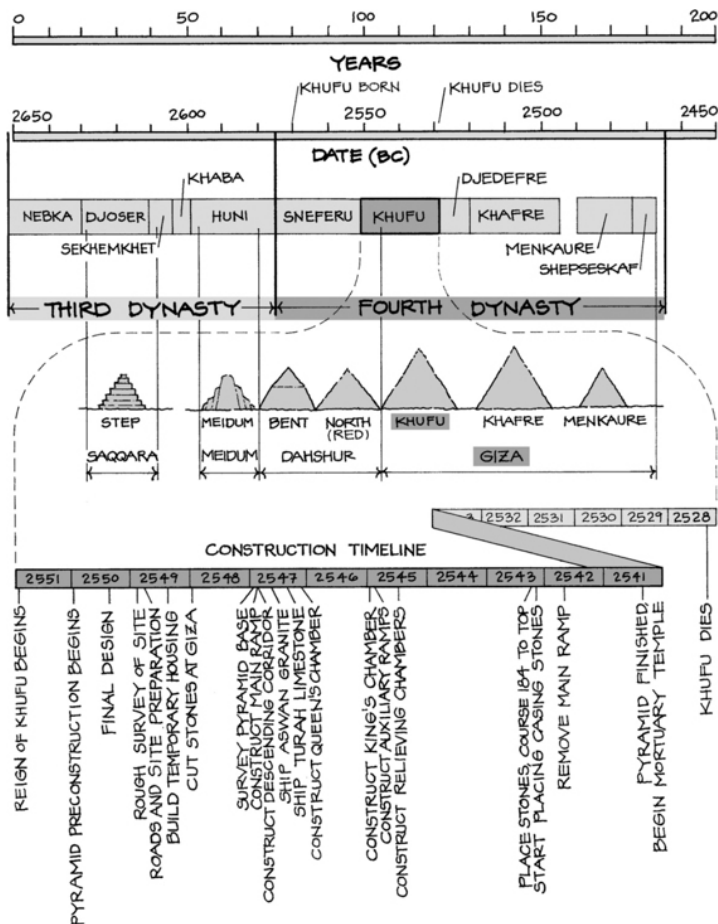 0 50 100 150 200
YEARS
KHUFU BORN KHUFU DIES
2650 2600 2550 2500 2450
DATE (BC)
KHABA DJEDEFRE
NEBKA DJOSER HUNI SNEFERU KHUFU KHAFRE
SEKHEMKHET MENKAURE
SHEPSESKAF
THIRD DYNASTY FOURTH DYNASTY
STEP MEIDUM BENT NORTH KHUFU KHAFRE MENKAURE
(RED)
SAQQARA MEIDUM DAHSHUR GIZA
3 2532 2531 2530 2529 2528
CONSTRUCTION TIMELINE
2551 2550 2549 2548 2547 2546 2545 2544 2543 2542 2541
REIGN OF KHUFU BEGINS
PYRAMID PRECONSTRUCTION BEGINS
FINAL DESIGN
ROUGH SURVEY OF SITE
ROADS AND SITE PREPARATION
BUILD TEMPORARY HOUSING
CUT STONES AT GIZA
SURVEY PYRAMID BASE
CONSTRUCT MAIN RAMP
CONSTRUCT DESCENDING CORRIDOR
SHIP ASWAN GRANITE
SHIP TURAH LIMESTONE
CONSTRUCT QUEEN'S CHAMBER
CONSTRUCT KING'S CHAMBER
CONSTRUCT AUXILIARY RAMPS
CONSTRUCT RELIEVING CHAMBERS
PLACE STONES, COURSE 184 TO TOP
START PLACING CASING STONES
REMOVE MAIN RAMP
PYRAMID FINISHED,
BEGIN MORTUARY TEMPLE
KHUFU DIES